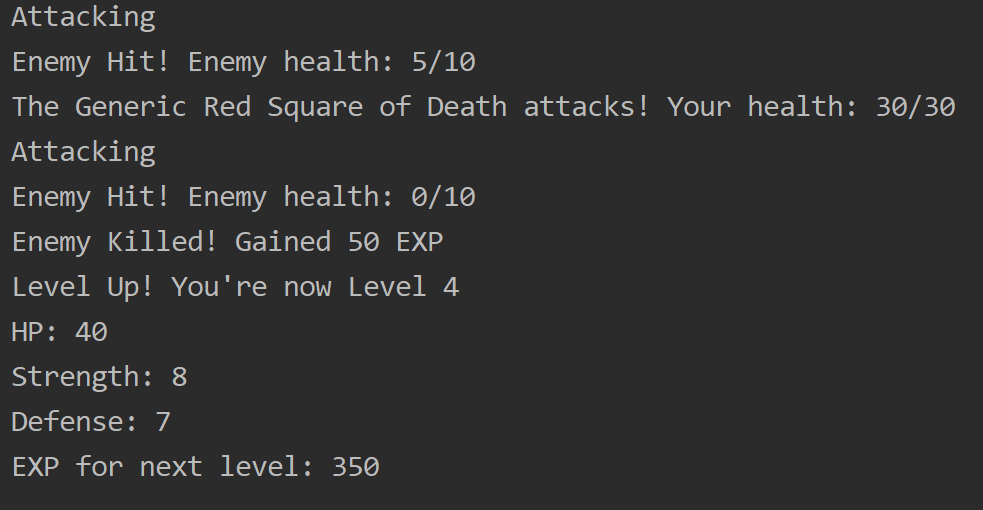 Attacking
Enemy Hit! Enemy health: 5/10
The Generic Red Square of Death attacks! Your health: 30/30
Attacking
Enemy Hit! Enemy health: 0/10
Enemy Killed! Gained 50 EXP
Level Up! You're now Level 4
HP: 40
Strength: 8
Defense: 7
EXP for next level: 350